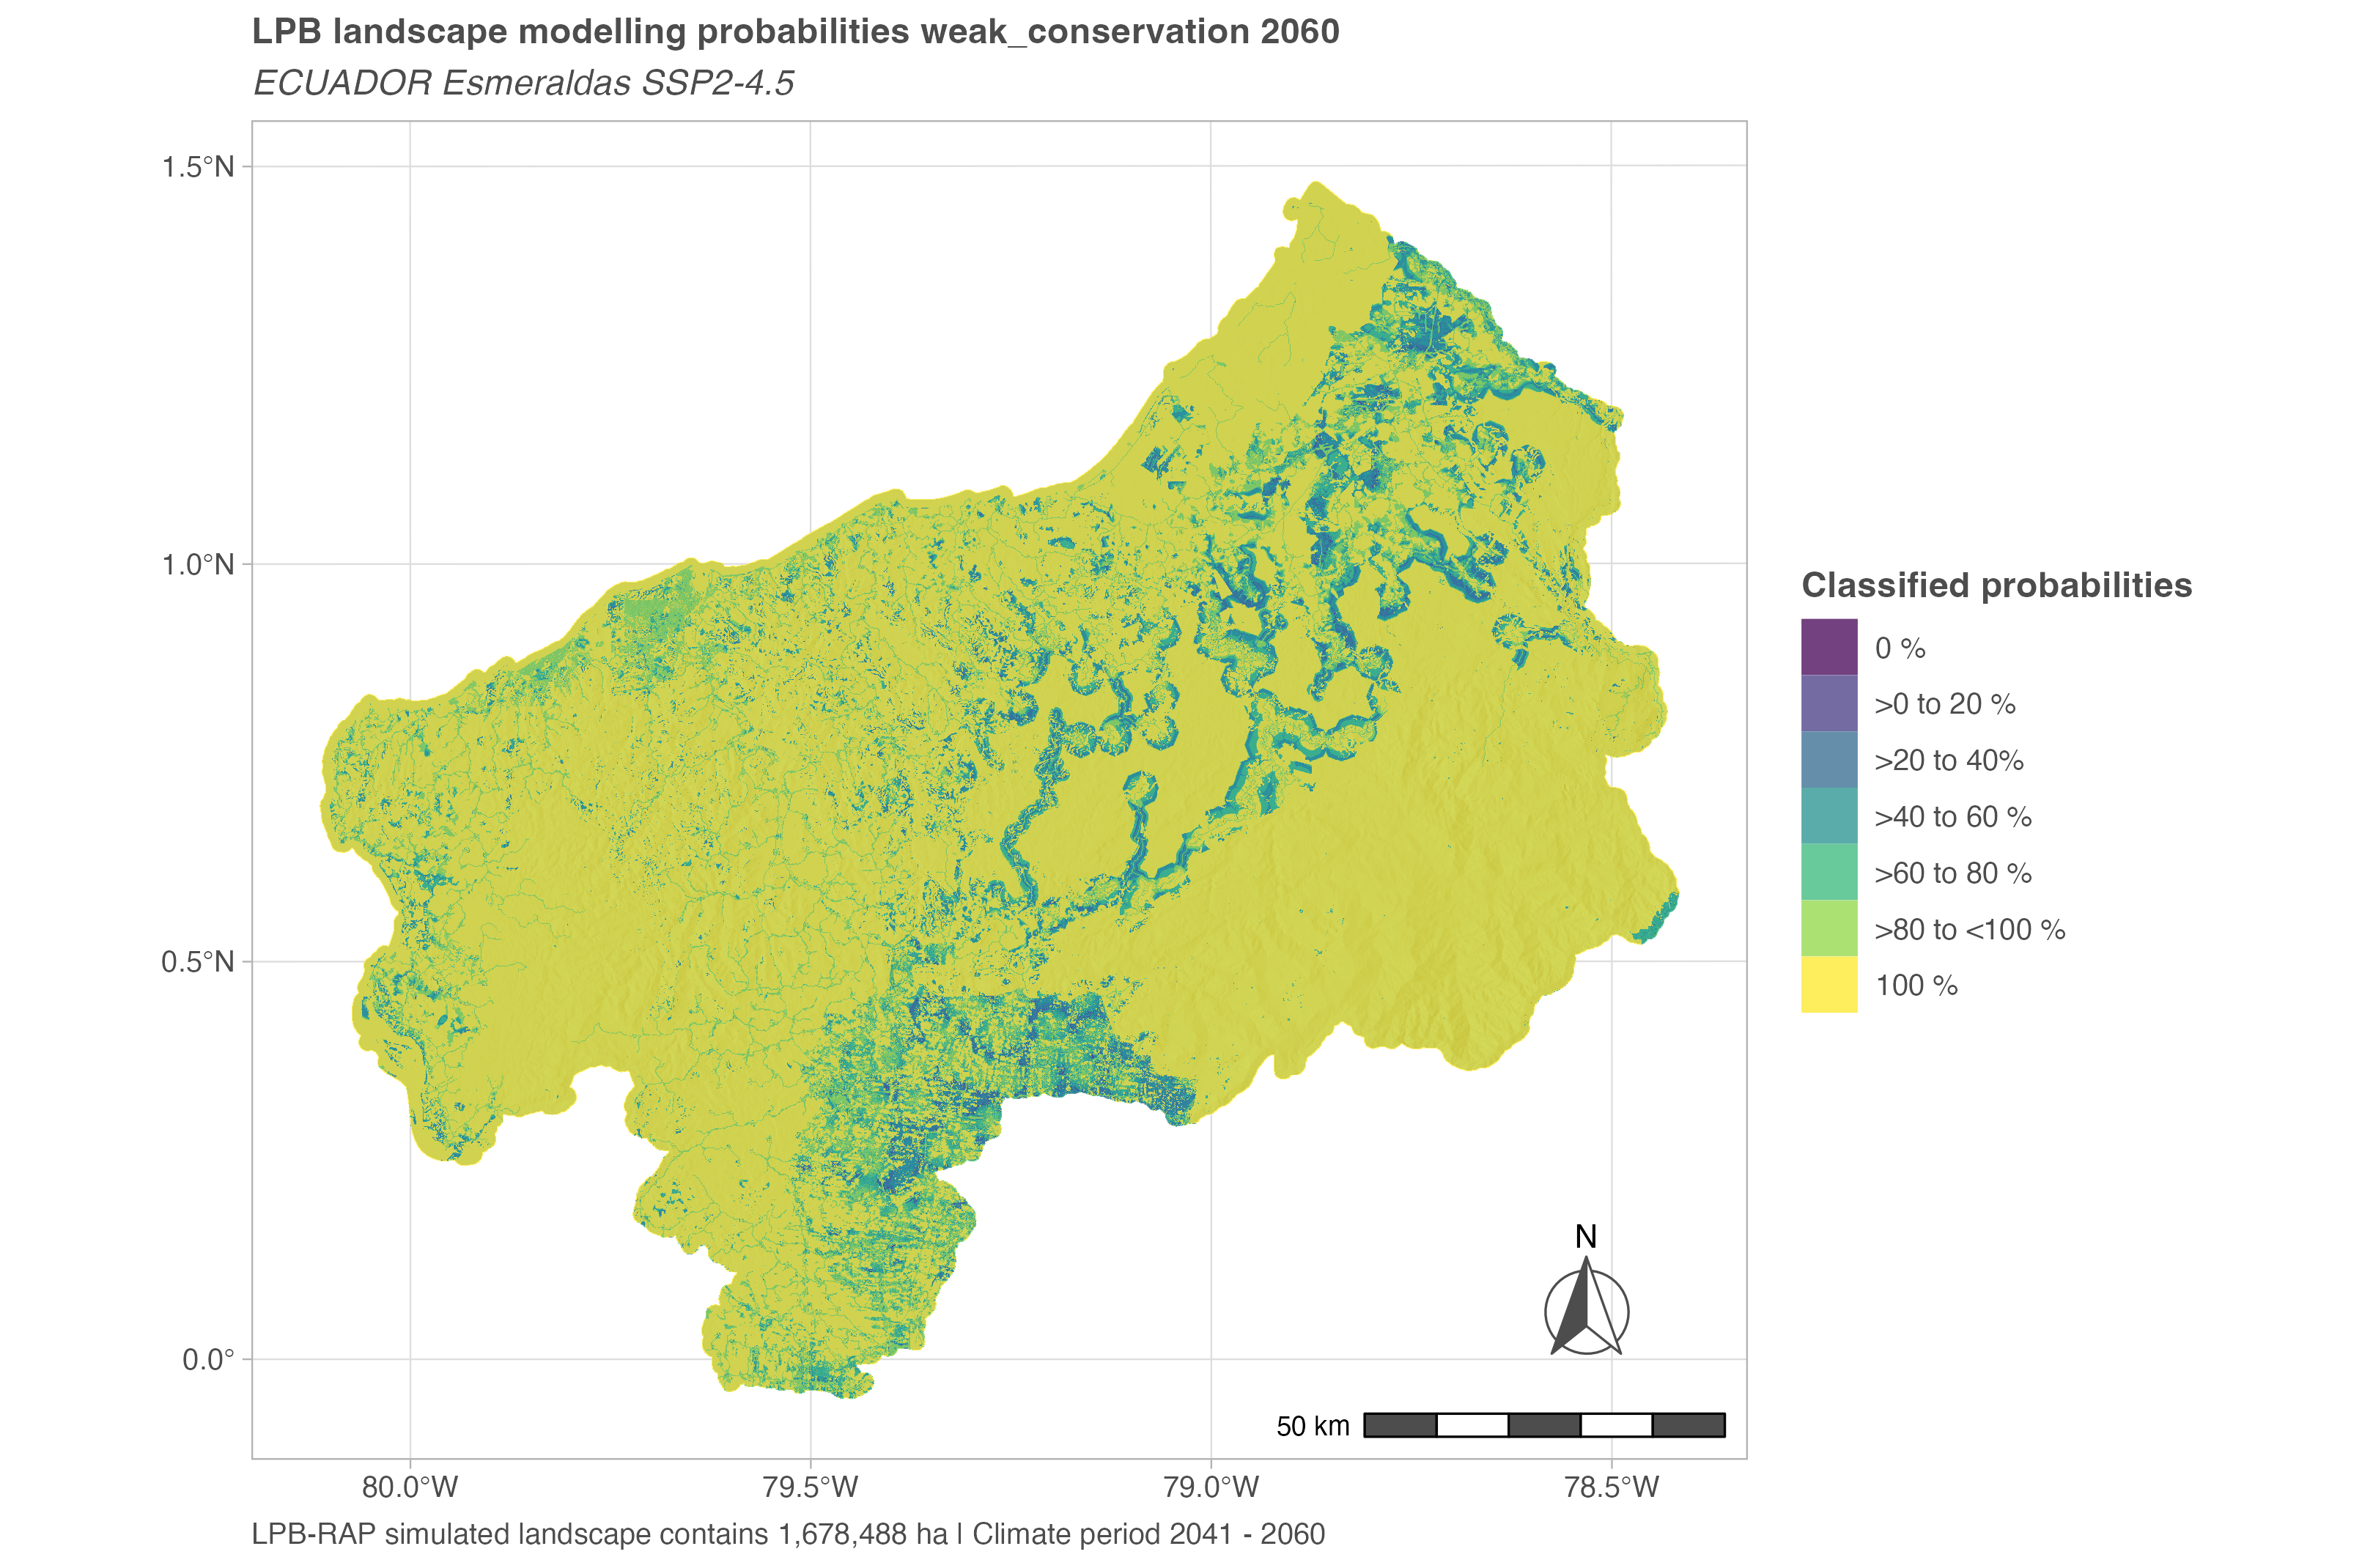 LPB landscape modelling probabilities weak_conservation 2060
ECUADOR Esmeraldas SSP2-4.5
1.5°N
1.0°N
0.5°N
0.0°
80.0°W
79.5°W
79.0°W
78.5°W
N
50 km
Classified probabilities
0 %
>0 to 20 %
>20 to 40%
>40 to 60 %
>60 to 80 %
>80 to <100 %
100 %
LPB-RAP simulated landscape contains 1,678,488 ha | Climate period 2041 - 2060